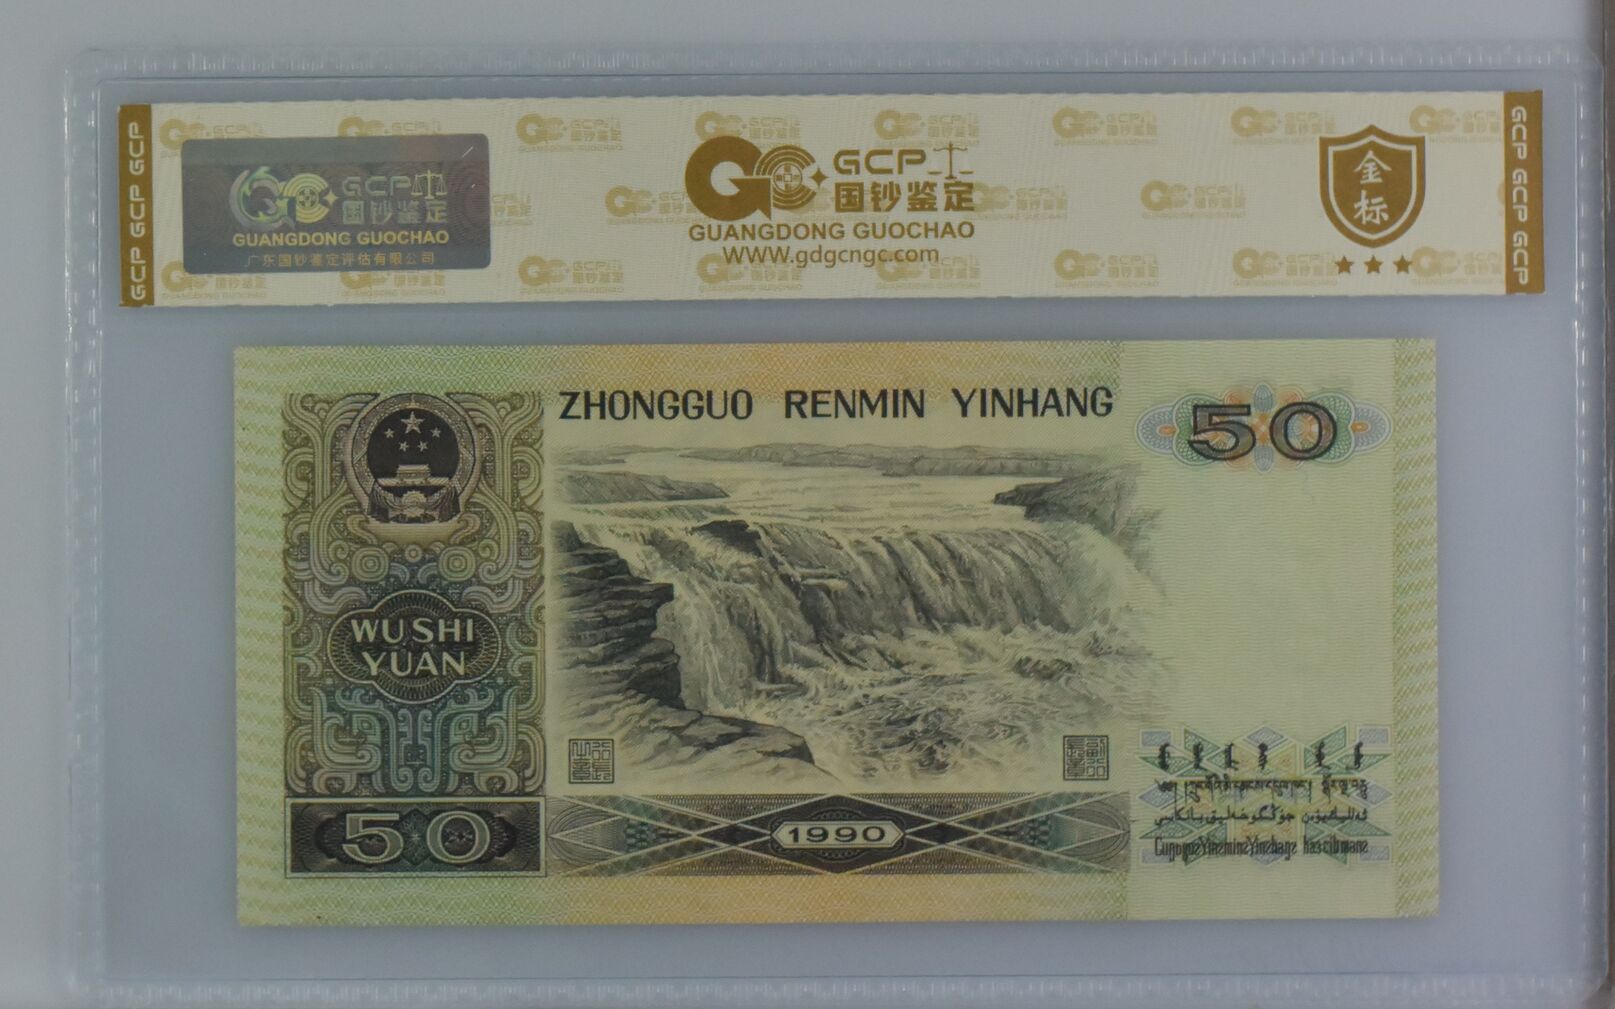 GCP GCP GCP
GCP
国钞鉴定
GUANGDONG GUOCHAO
广东国钞鉴定评估有限公司
GCP
国钞鉴定
GUANGDONG GUOCHAO
WWW.gdgcngc.com
金标
GCP GCP GCP
ZHONGGUO RENMIN YINHANG
50
WU SHI
YUAN
50
1990